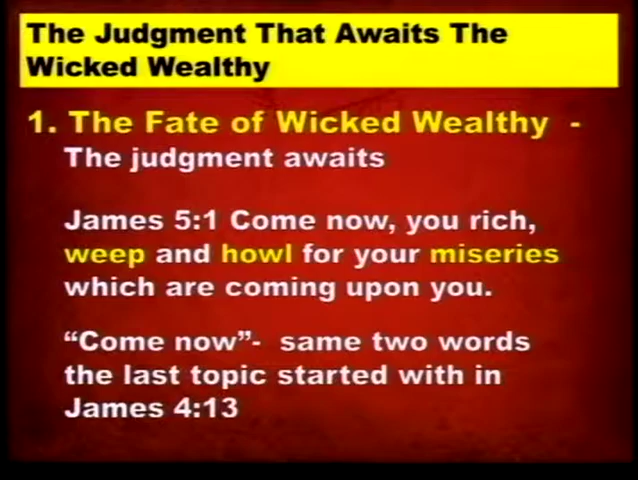 The Judgment That Awaits The
Wicked Wealthy
1. The Fate of Wicked Wealthy -
The judgment awaits
James 5:1 Come now, you rich,
weep and howl for your miseries
which are coming upon you.
“Come now”- same two words
the last topic started with in
James 4:13